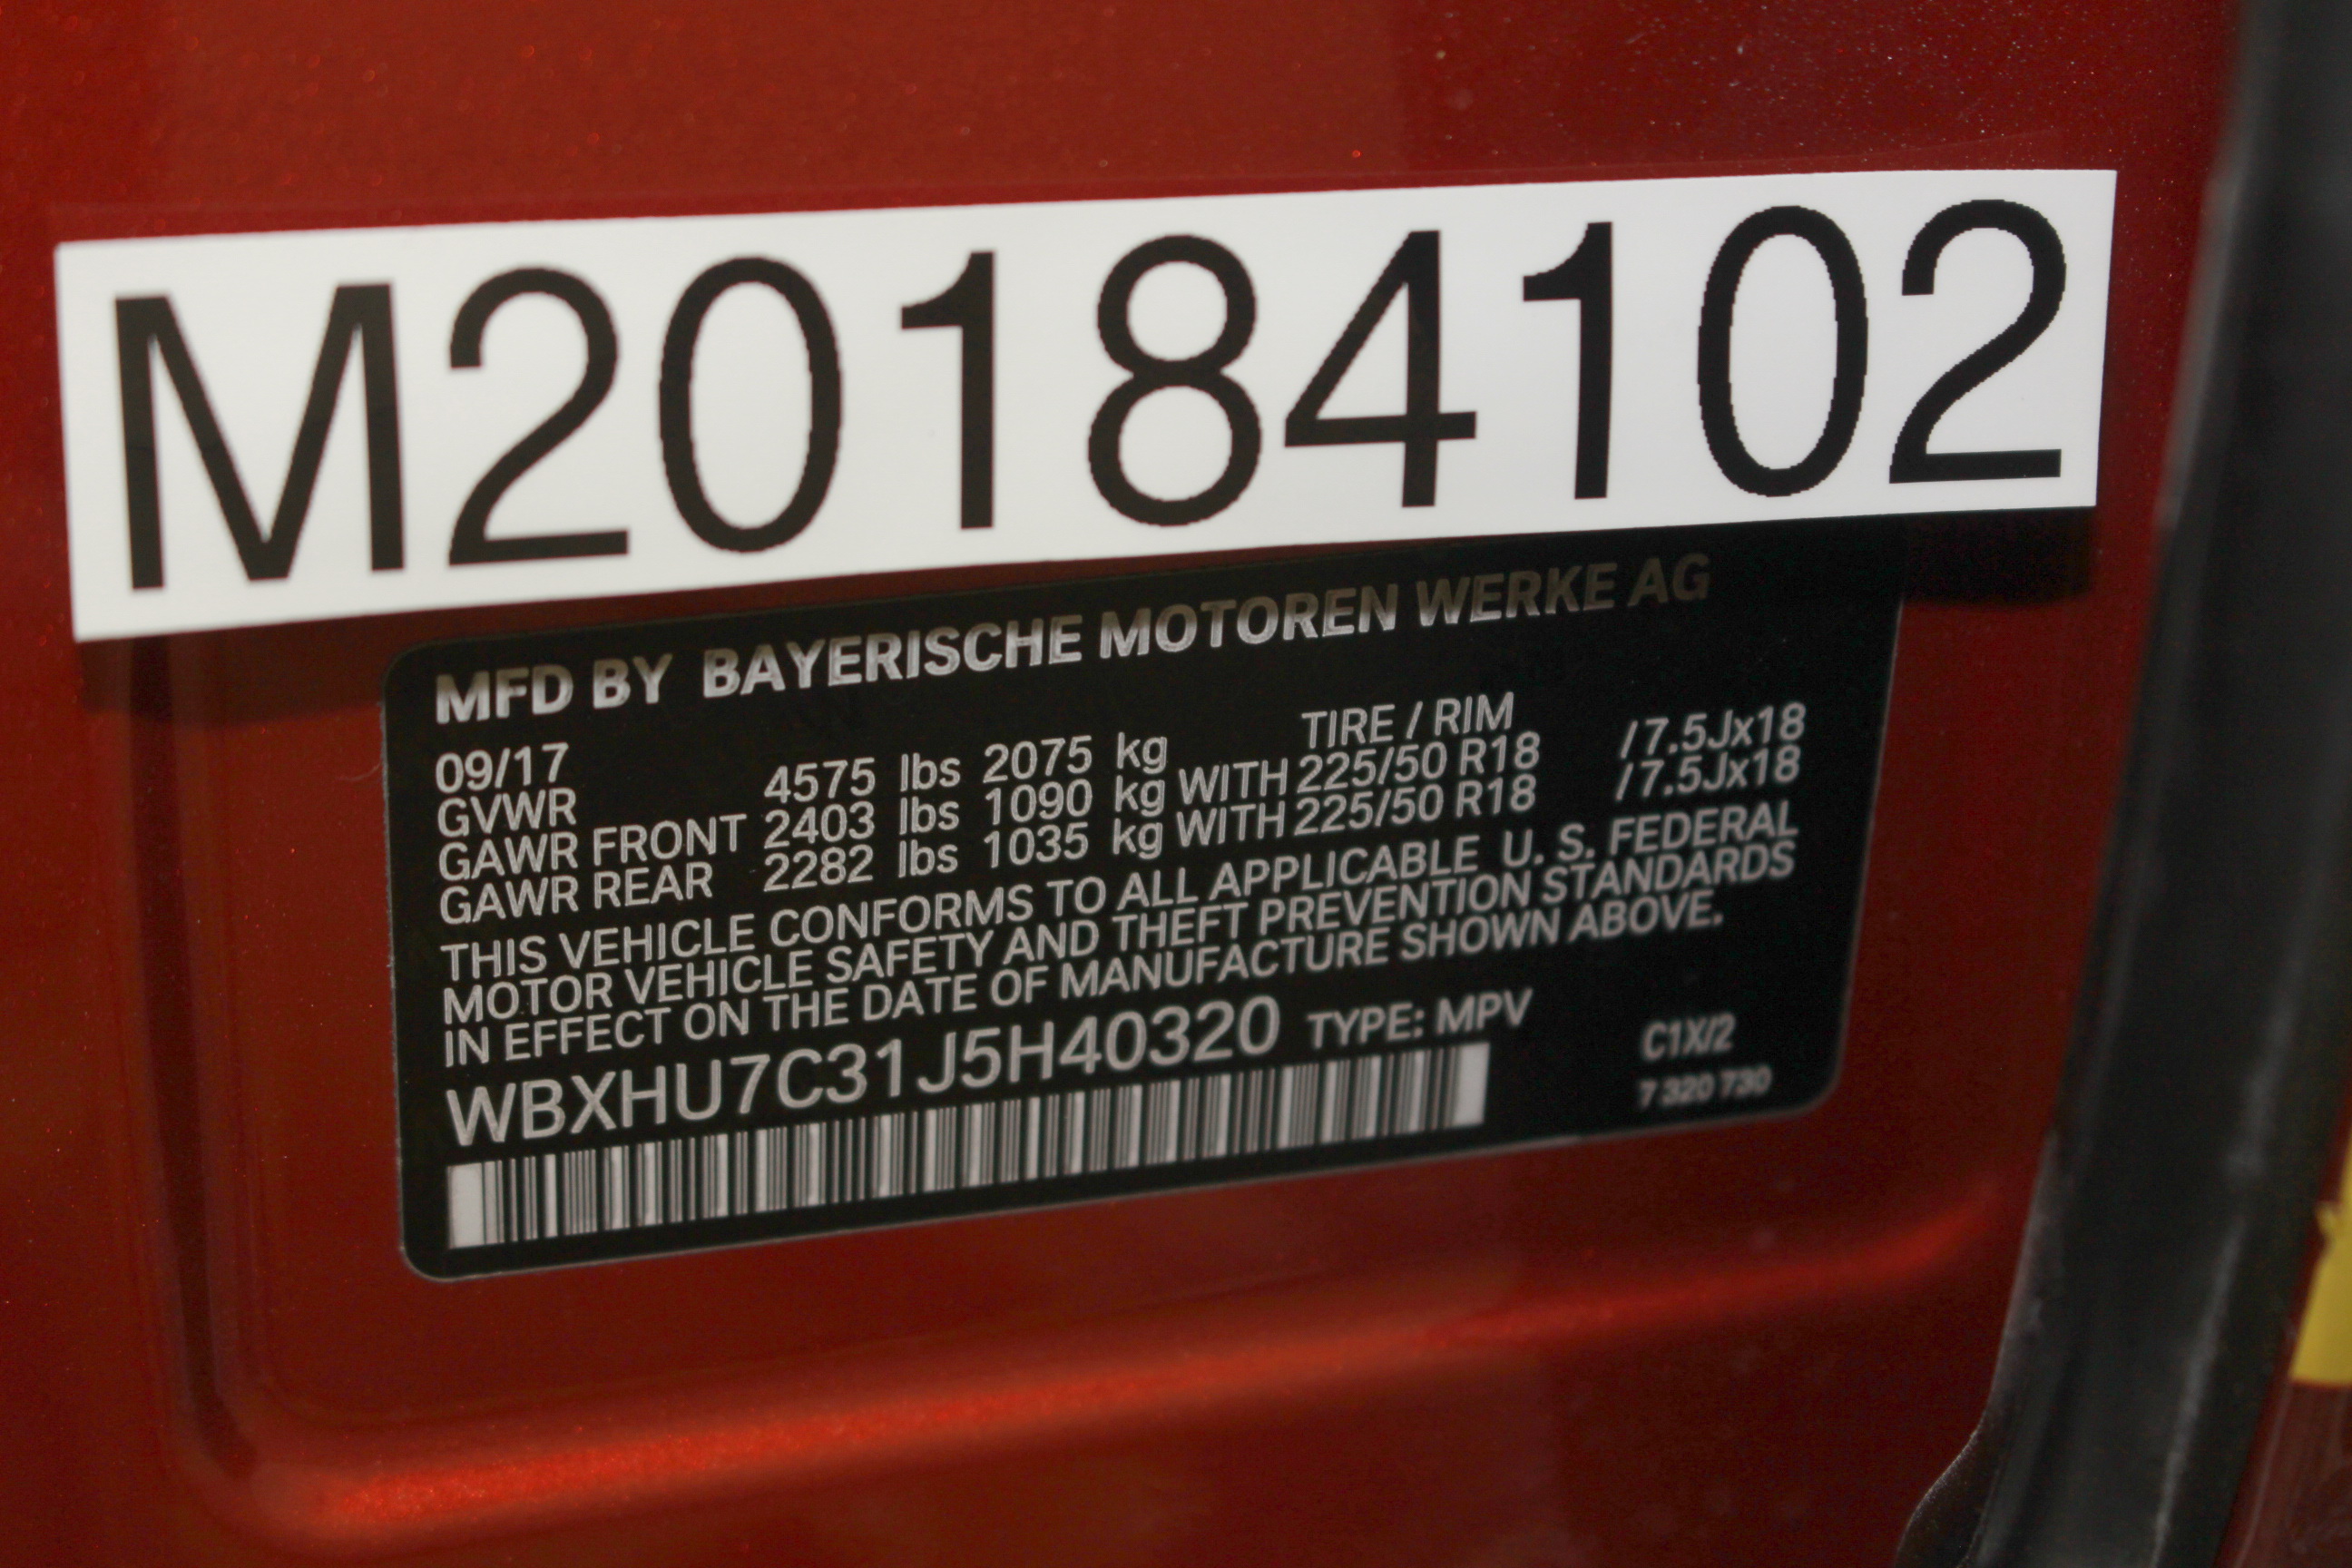 M20184102
MFD BY BAYERISCHE MOTOREN WERKE AG
09/17 TIRE / RIM
GVWR 4575 lbs 2075 kg
GAWR FRONT 2403 lbs 1090 kg WITH 225/50 R18 /7.5Jx18
GAWR REAR 2282 lbs 1035 kg WITH 225/50 R18 /7.5Jx18
THIS VEHICLE CONFORMS TO ALL APPLICABLE U. S. FEDERAL
MOTOR VEHICLE SAFETY AND THEFT PREVENTION STANDARDS
IN EFFECT ON THE DATE OF MANUFACTURE SHOWN ABOVE.
WBXHU7C31J5H40320 TYPE: MPV
C1X/2
7 320 730